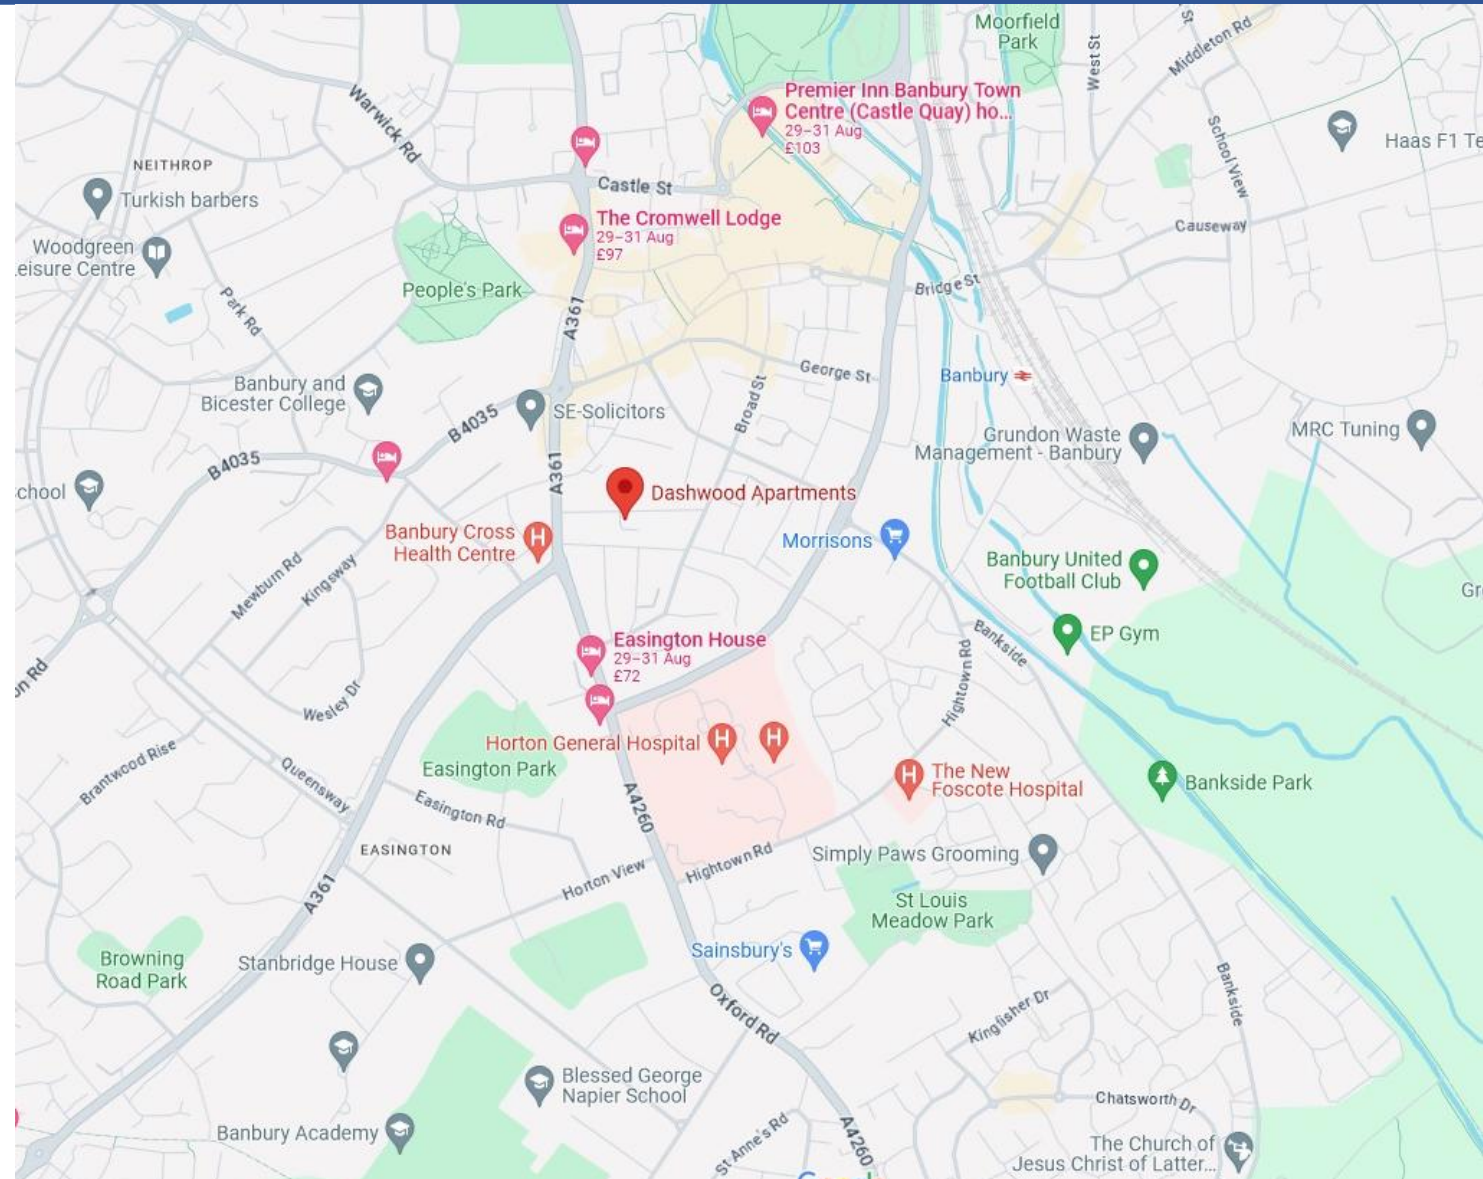 Moorfield
Park
St
Middleton Rd
West St
Warwick Rd
Premier Inn Banbury Town
Centre (Castle Quay) ho...
29–31 Aug
£103
School View
Haas F1 Te
NEITHROP
Turkish barbers
Castle St
The Cromwell Lodge
29–31 Aug
£97
Causeway
Woodgreen
eisure Centre
People's Park
Park Rd
A361
Bridge St
Banbury
George St
Banbury and
Bicester College
Broad St
SE-Solicitors
B4035
B4035
A361
Grundon Waste
Management - Banbury
MRC Tuning
chool
Dashwood Apartments
Banbury Cross
Health Centre
Morrisons
Banbury United
Football Club
Mewburn Rd
Kingsway
Gr
EP Gym
Bankside
Hightown Rd
Easington House
29–31 Aug
£72
on Rd
Wesley Dr
Horton General Hospital
Easington Park
Brantwood Rise
Queensway
The New
Foscote Hospital
Bankside Park
Easington Rd
A4260
EASINGTON
Hightown Rd
Simply Paws Grooming
Horton View
A361
St Louis
Meadow Park
Sainsbury's
Browning
Road Park
Stanbridge House
Bankside
Oxford Rd
Kingfisher Dr
Blessed George
Napier School
Chatsworth Dr
Banbury Academy
St Anne's Rd
A4260
The Church of
Jesus Christ of Latter...